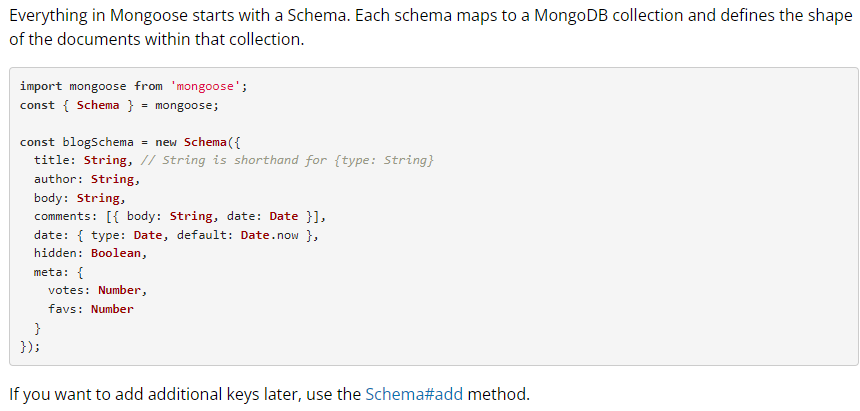 Everything in Mongoose starts with a Schema. Each schema maps to a MongoDB collection and defines the shape
of the documents within that collection.
import mongoose from 'mongoose';
const { Schema } = mongoose;

const blogSchema = new Schema({
  title: String, // String is shorthand for {type: String}
  author: String,
  body: String,
  comments: [{ body: String, date: Date }],
  date: { type: Date, default: Date.now },
  hidden: Boolean,
  meta: {
    votes: Number,
    favs: Number
  }
});
If you want to add additional keys later, use the Schema#add method.